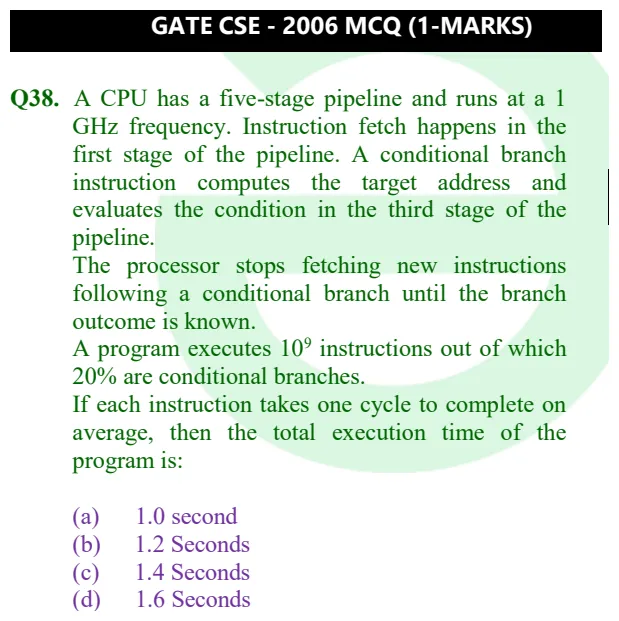 GATE CSE - 2006 MCQ (1-MARKS)
Q38. A CPU has a five-stage pipeline and runs at a 1
GHz frequency. Instruction fetch happens in the
first stage of the pipeline. A conditional branch
instruction computes the target address and
evaluates the condition in the third stage of the
pipeline.
The processor stops fetching new instructions
following a conditional branch until the branch
outcome is known.
A program executes 10⁹ instructions out of which
20% are conditional branches.
If each instruction takes one cycle to complete on
average, then the total execution time of the
program is:
(a) 1.0 second
(b) 1.2 Seconds
(c) 1.4 Seconds
(d) 1.6 Seconds